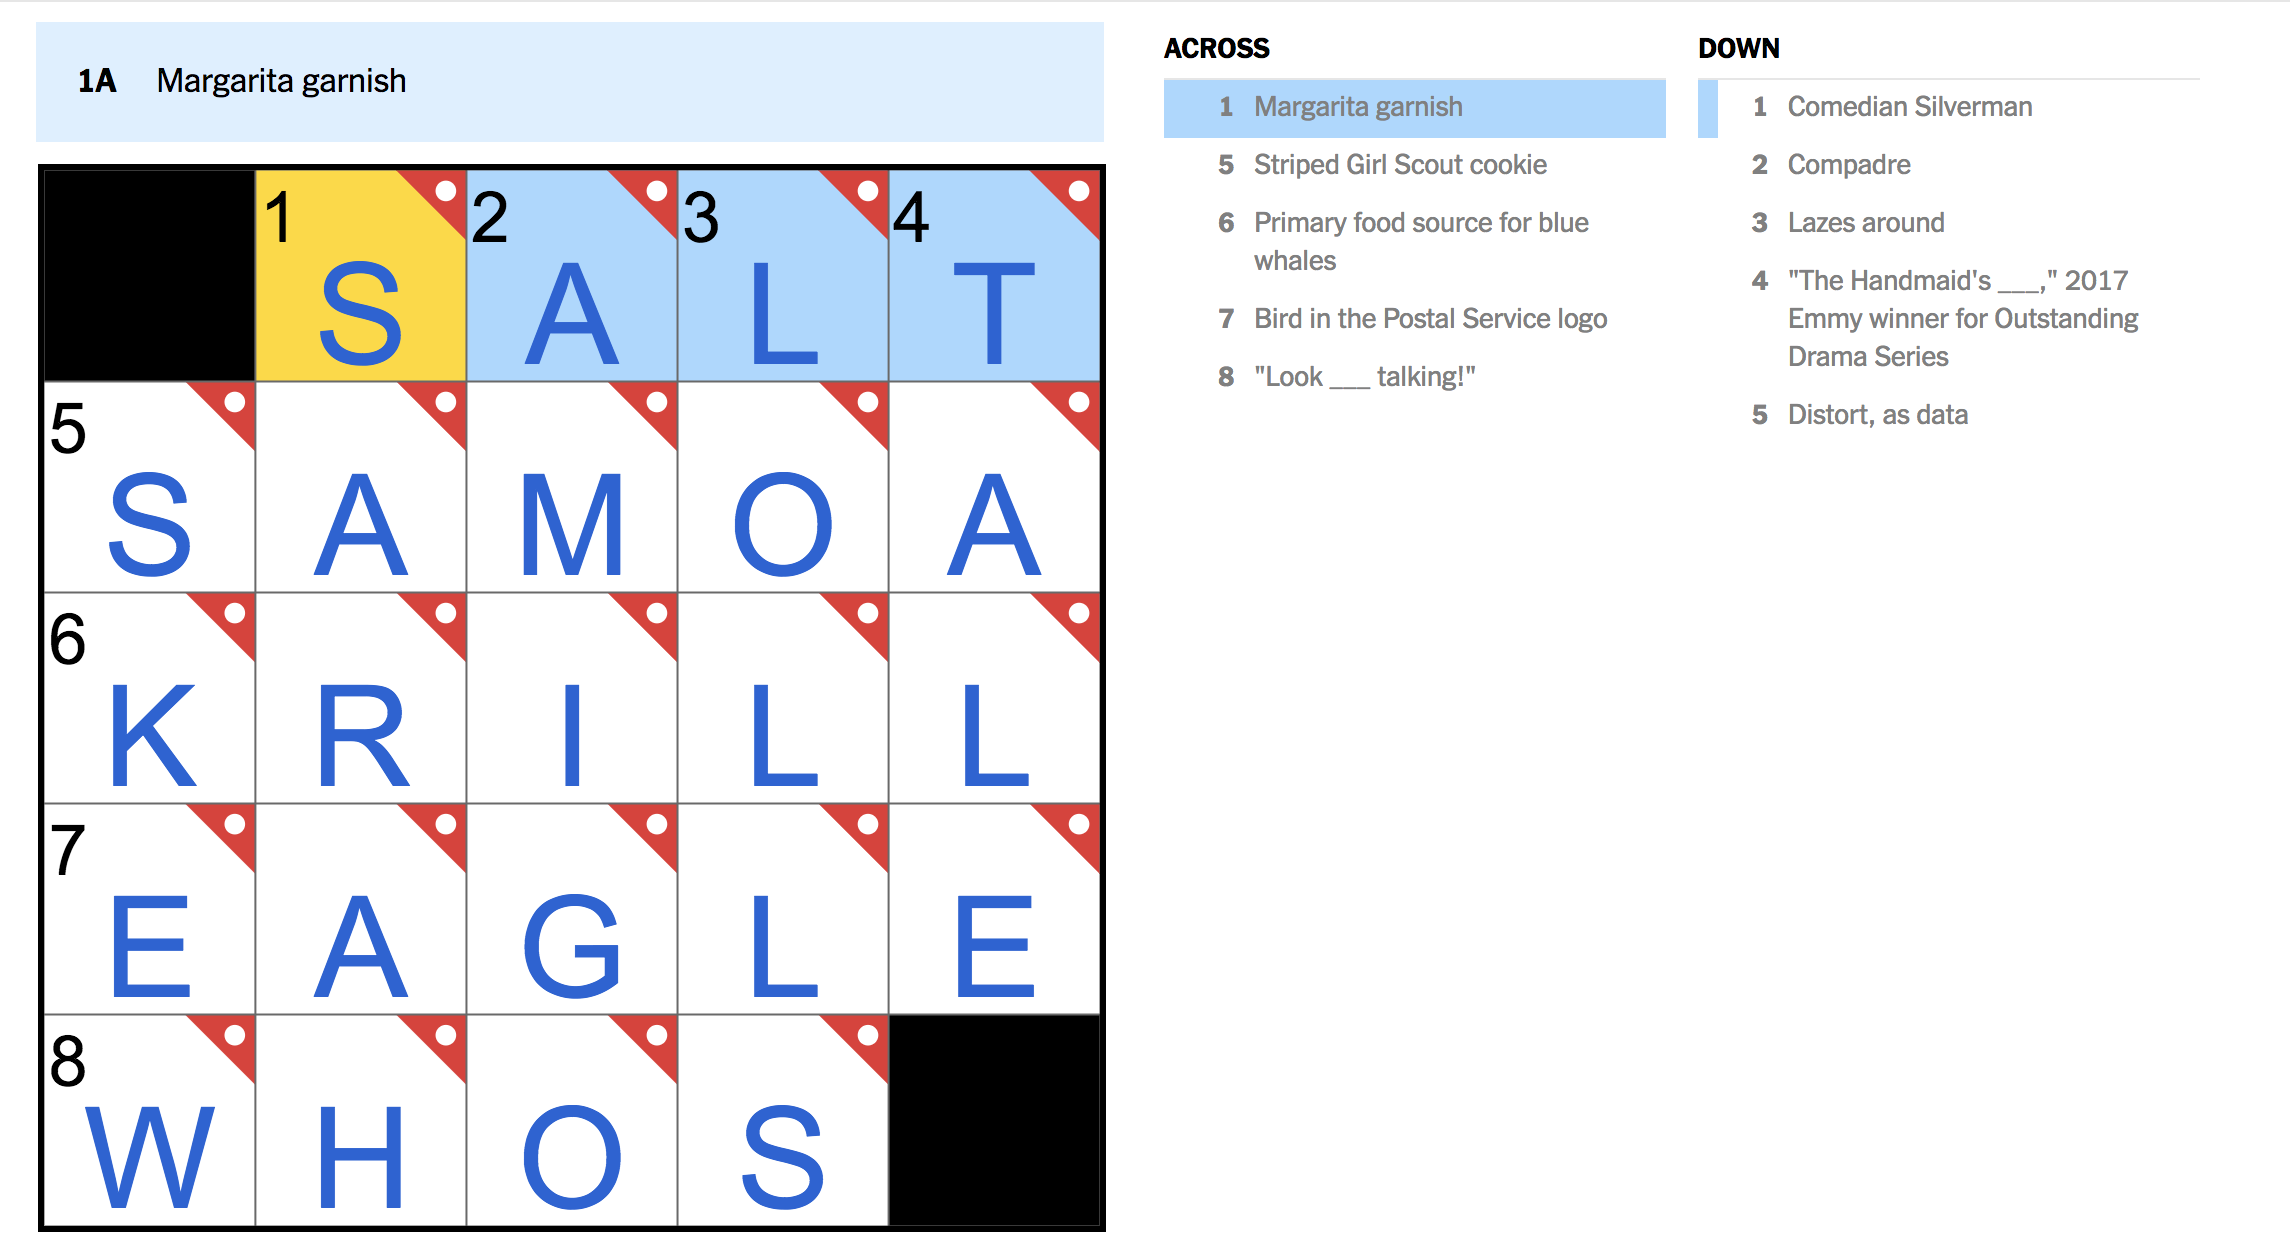 1A Margarita garnish
1 S 2 A 3 L 4 T
5 S A M O A
6 K R I L L
7 E A G L E
8 W H O S
ACROSS
1 Margarita garnish
5 Striped Girl Scout cookie
6 Primary food source for blue
whales
7 Bird in the Postal Service logo
8 "Look ___ talking!"
DOWN
1 Comedian Silverman
2 Compadre
3 Lazes around
4 "The Handmaid's ___," 2017
Emmy winner for Outstanding
Drama Series
5 Distort, as data